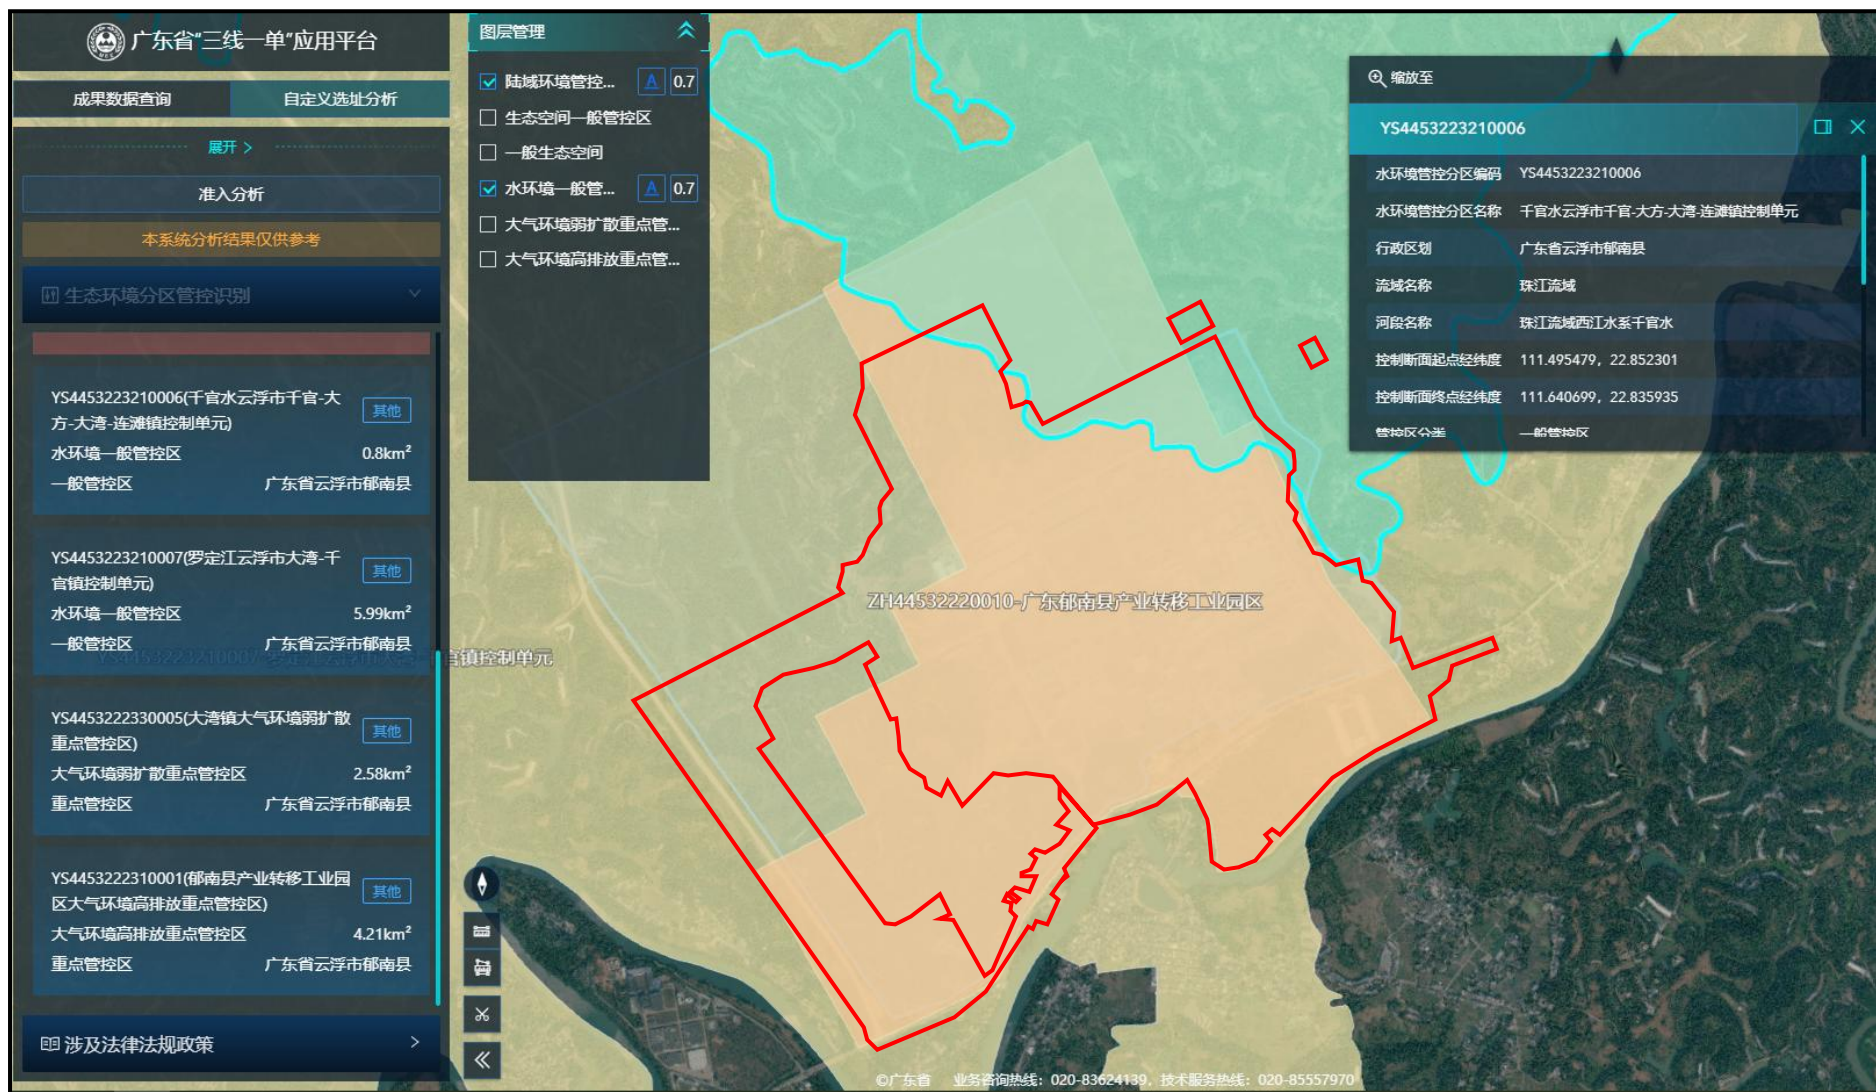 广东省“三线一单”应用平台
成果数据查询
自定义选址分析
展开 >
准入分析
本系统分析结果仅供参考
生态环境分区管控识别
YS4453223210006(千官水云浮市千官-大
方-大湾-连滩镇控制单元)
其他
水环境一般管控区
0.8km²
一般管控区
广东省云浮市郁南县
YS4453223210007(罗定江云浮市大湾-千
官镇控制单元)
其他
水环境一般管控区
5.99km²
一般管控区
广东省云浮市郁南县
YS4453222330005(大湾镇大气环境弱扩散
重点管控区)
其他
大气环境弱扩散重点管控区
2.58km²
重点管控区
广东省云浮市郁南县
YS4453222310001(郁南县产业转移工业园
区大气环境高排放重点管控区)
其他
大气环境高排放重点管控区
4.21km²
重点管控区
广东省云浮市郁南县
涉及法律法规政策
图层管理
陆域环境管控...
A
0.7
生态空间一般管控区
一般生态空间
水环境一般管...
A
0.7
大气环境弱扩散重点管...
大气环境高排放重点管...
缩放至
YS4453223210006
水环境管控分区编码 YS4453223210006
水环境管控分区名称 千官水云浮市千官-大方-大湾-连滩镇控制单元
行政区划 广东省云浮市郁南县
流域名称 珠江流域
河段名称 珠江流域西江水系千官水
控制断面起点经纬度 111.495479, 22.852301
控制断面终点经纬度 111.640699, 22.835935
管控区分类 一般管控区
ZH44532220010-广东郁南县产业转移工业园区
YS4453223210007-罗定江云浮市大湾-千官镇控制单元
©广东省 业务咨询热线：020-83624139，技术服务热线：020-85557970